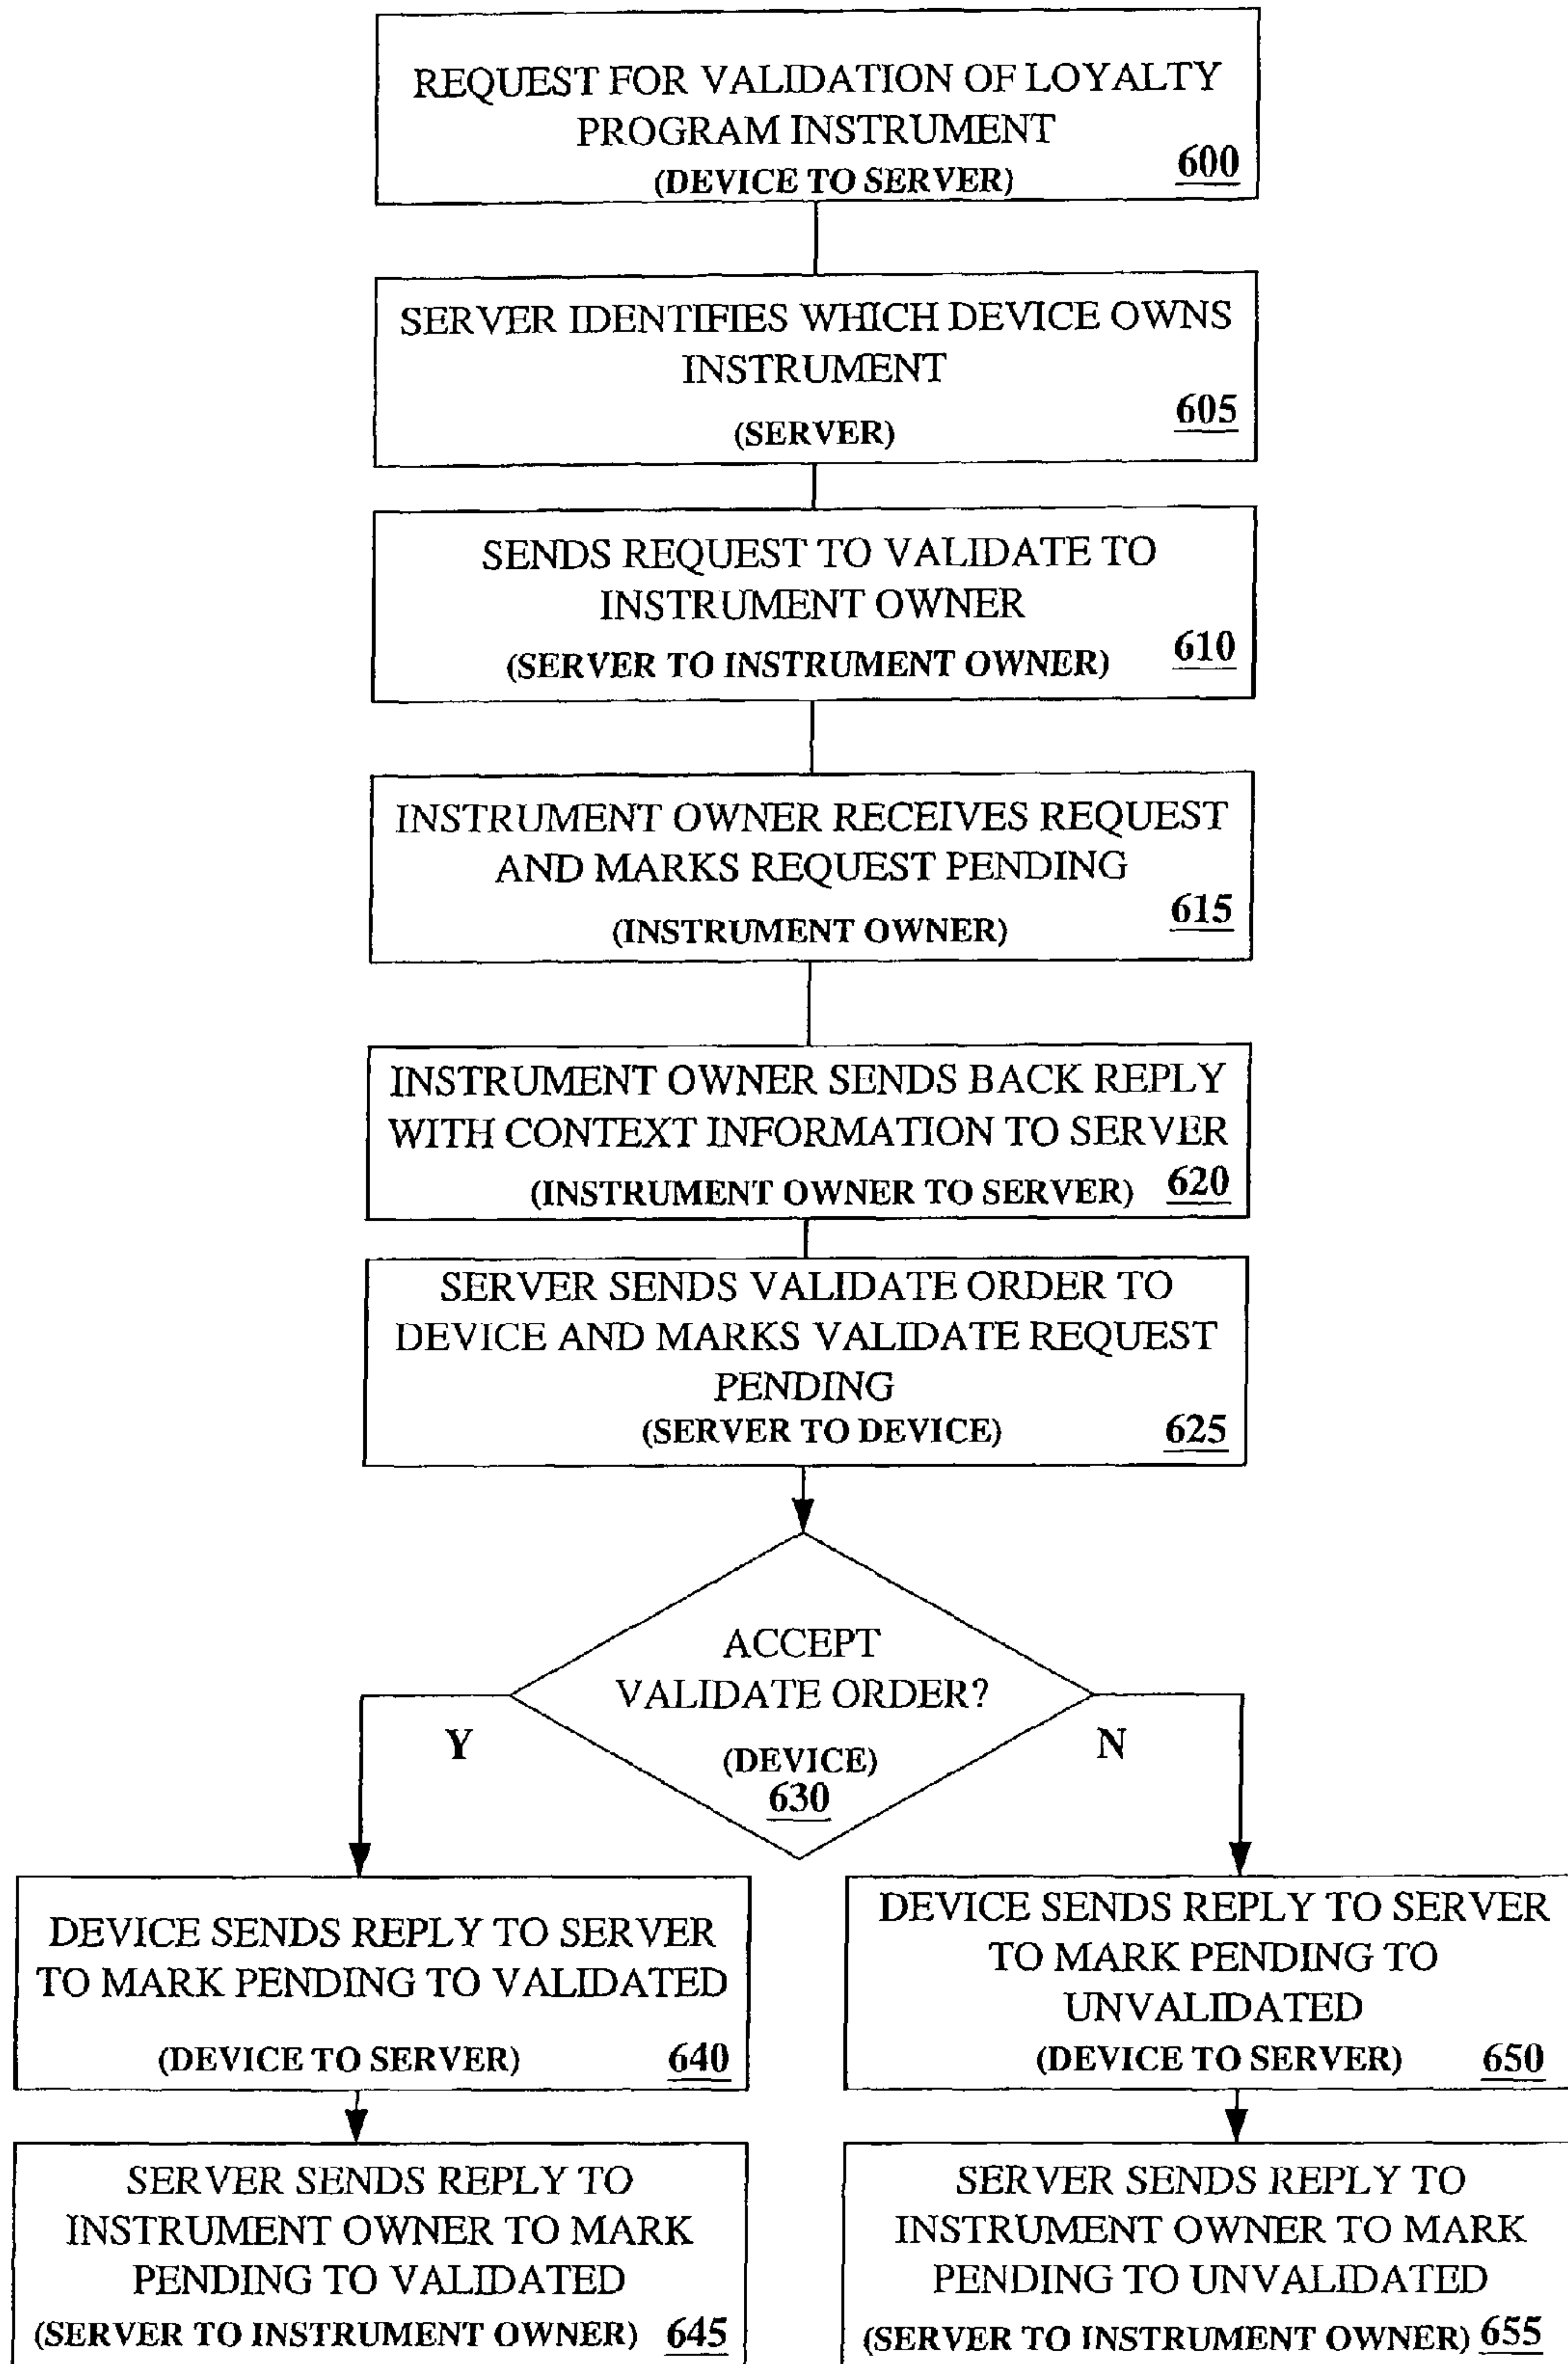 REQUEST FOR VALIDATION OF LOYALTY
PROGRAM INSTRUMENT
(DEVICE TO SERVER)
600
SERVER IDENTIFIES WHICH DEVICE OWNS
INSTRUMENT
605
(SERVER)
SENDS REQUEST TO VALIDATE TO
INSTRUMENT OWNER
(SERVER TO INSTRUMENT OWNER)
610
INSTRUMENT OWNER RECEIVES REQUEST
AND MARKS REQUEST PENDING
615
(INSTRUMENT OWNER)
INSTRUMENT OWNER SENDS BACK REPLY
WITH CONTEXT INFORMATION TO SERVER
(INSTRUMENT OWNER TO SERVER) 620
SERVER SENDS VALIDATE ORDER TO
DEVICE AND MARKS VALIDATE REQUEST
PENDING
(SERVER TO DEVICE) 625
ACCEPT
VALIDATE ORDER?
(DEVICE)
630
Y
N
DEVICE SENDS REPLY TO SERVER
TO MARK PENDING TO VALIDATED
(DEVICE TO SERVER) 640
DEVICE SENDS REPLY TO SERVER
TO MARK PENDING TO
UNVALIDATED
(DEVICE TO SERVER) 650
SERVER SENDS REPLY TO
INSTRUMENT OWNER TO MARK
PENDING TO VALIDATED
(SERVER TO INSTRUMENT OWNER) 645
SERVER SENDS REPLY TO
INSTRUMENT OWNER TO MARK
PENDING TO UNVALIDATED
(SERVER TO INSTRUMENT OWNER) 655